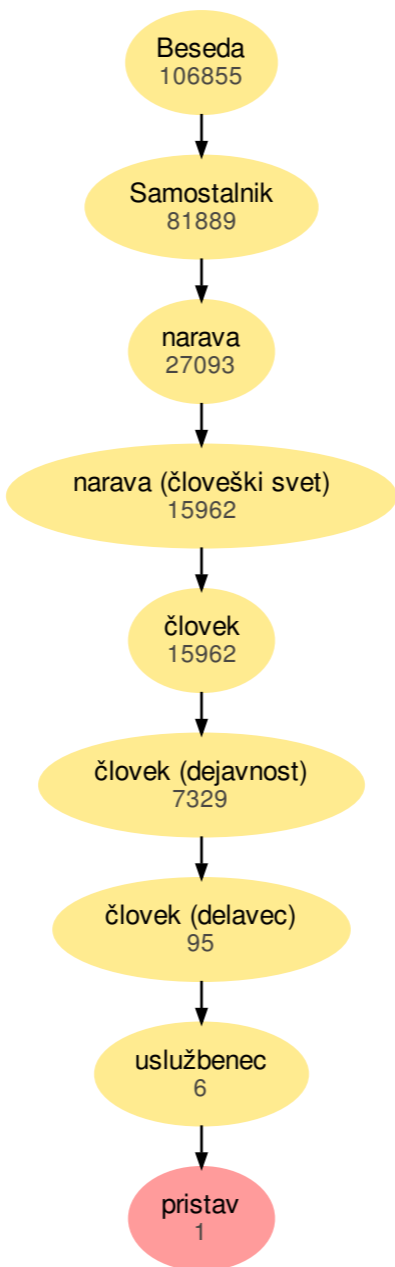 Beseda
106855
Samostalnik
81889
narava
27093
narava (človeški svet)
15962
človek
15962
človek (dejavnost)
7329
človek (delavec)
95
uslužbenec
6
pristav
1